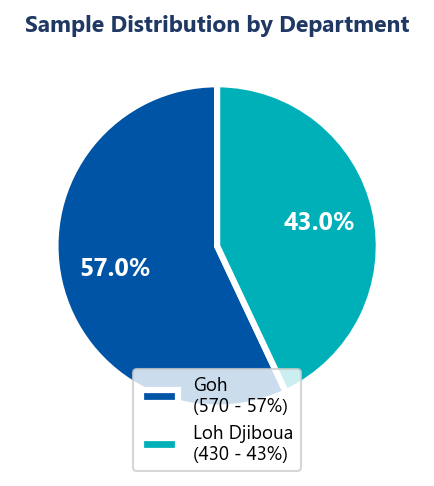 Sample Distribution by Department
43.0%
57.0%
Goh
(570 - 57%)
Loh Djiboua
(430 - 43%)